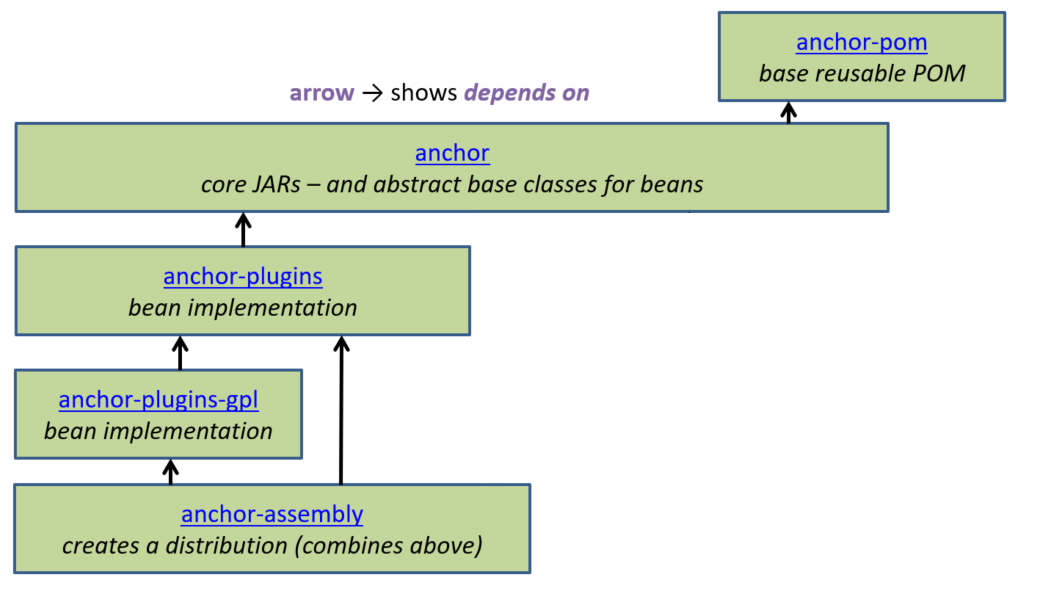 anchor-pom
base reusable POM
arrow → shows depends on
anchor
core JARs – and abstract base classes for beans
anchor-plugins
bean implementation
anchor-plugins-gpl
bean implementation
anchor-assembly
creates a distribution (combines above)